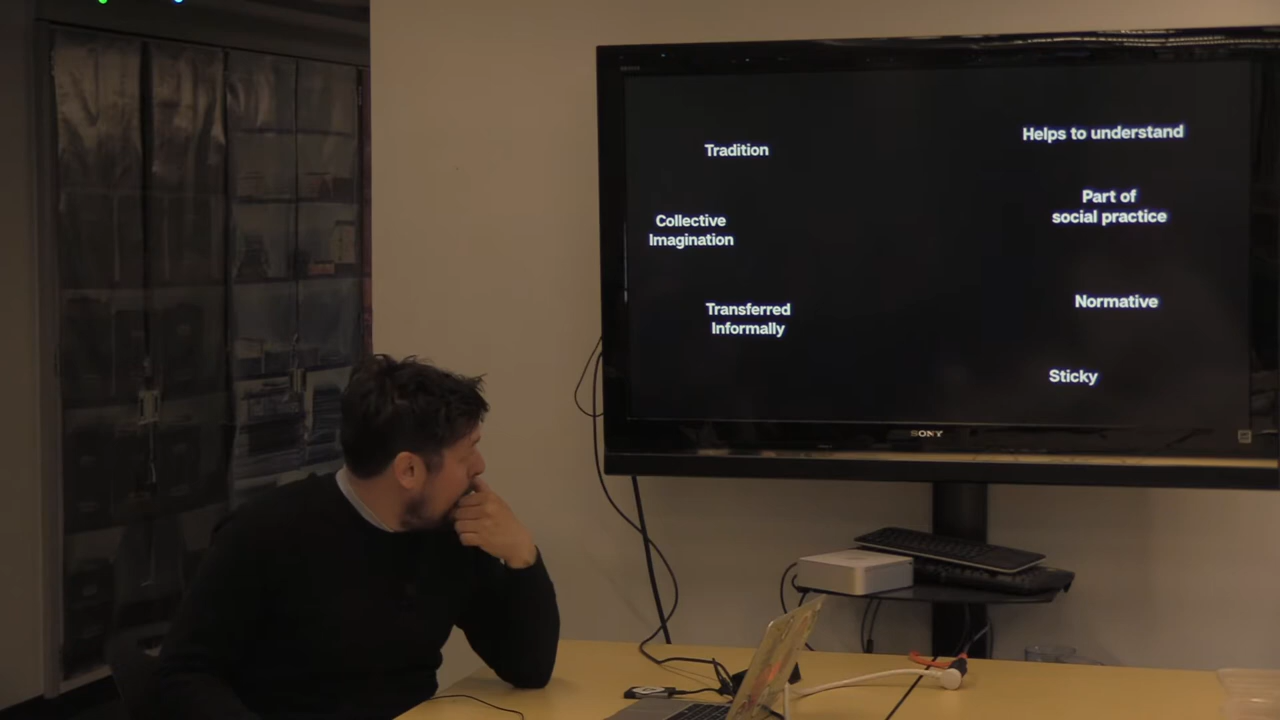 Tradition
Collective
Imagination
Transferred
Informally
Helps to understand
Part of
social practice
Normative
Sticky
SONY